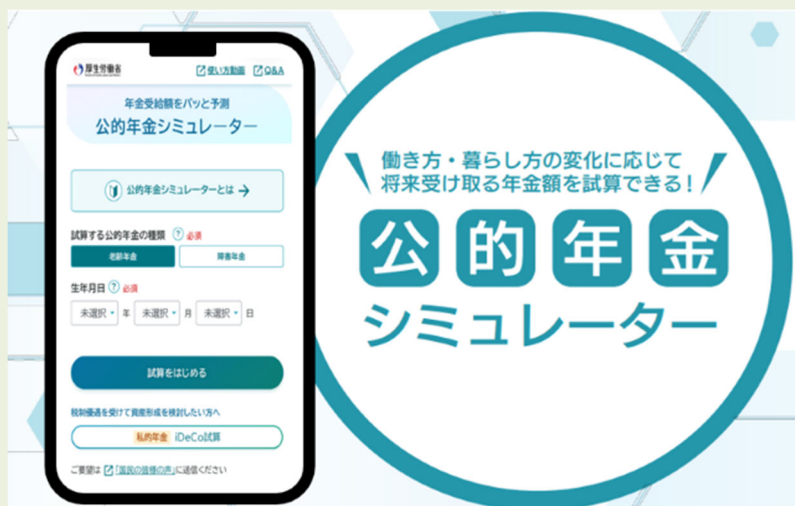 厚生労働省
使い方動画 Q&A
年金受給額をパッと予測
公的年金シミュレーター
公的年金シミュレーターとは →
試算する公的年金の種類 ? 必須
老齢年金 障害年金
生年月日 ? 必須
未選択 年 未選択 月 未選択 日
試算をはじめる
税制優遇を受けて資産形成を検討したい方へ
私的年金 iDeCo試算
ご要望は 「国民の皆様の声」に送信ください
働き方・暮らし方の変化に応じて
将来受け取る年金額を試算できる!
公的年金
シミュレーター